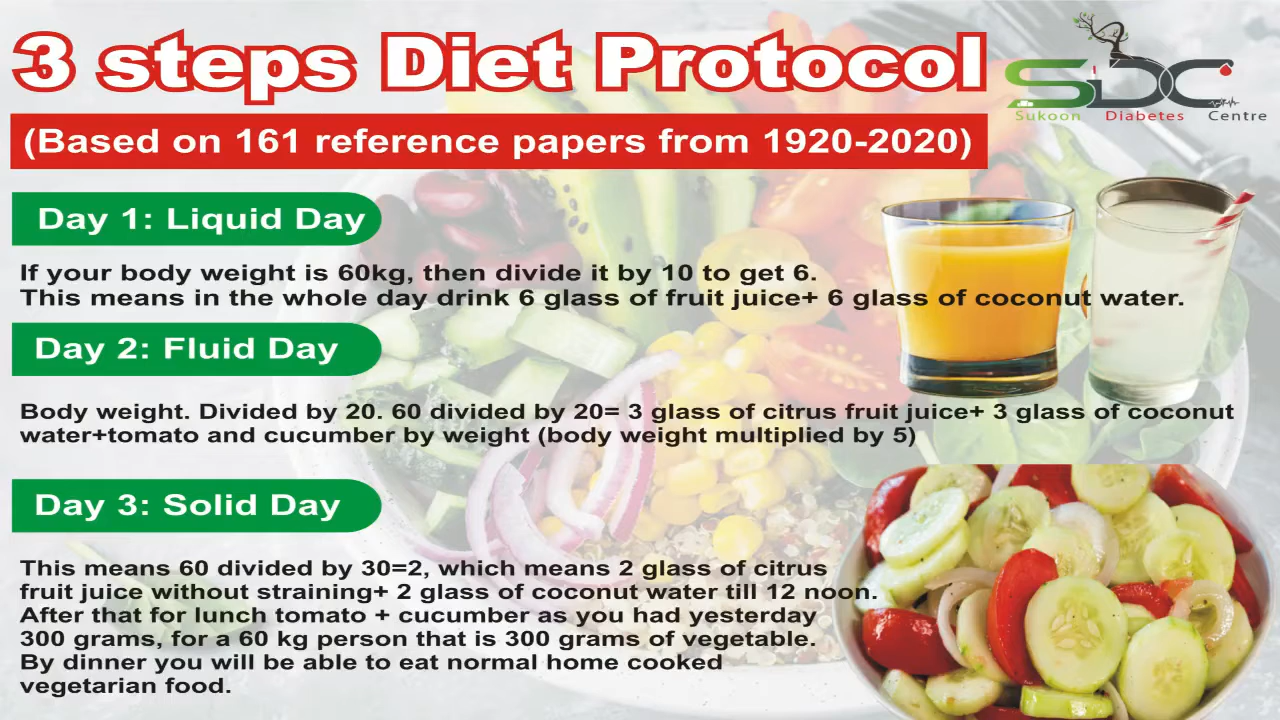 3 steps Diet Protocol
(Based on 161 reference papers from 1920-2020)
SDC
Sukoon Diabetes Centre
Day 1: Liquid Day
If your body weight is 60kg, then divide it by 10 to get 6.
This means in the whole day drink 6 glass of fruit juice+ 6 glass of coconut water.
Day 2: Fluid Day
Body weight. Divided by 20. 60 divided by 20= 3 glass of citrus fruit juice+ 3 glass of coconut
water+tomato and cucumber by weight (body weight multiplied by 5)
Day 3: Solid Day
This means 60 divided by 30=2, which means 2 glass of citrus
fruit juice without straining+ 2 glass of coconut water till 12 noon.
After that for lunch tomato + cucumber as you had yesterday
300 grams, for a 60 kg person that is 300 grams of vegetable.
By dinner you will be able to eat normal home cooked
vegetarian food.